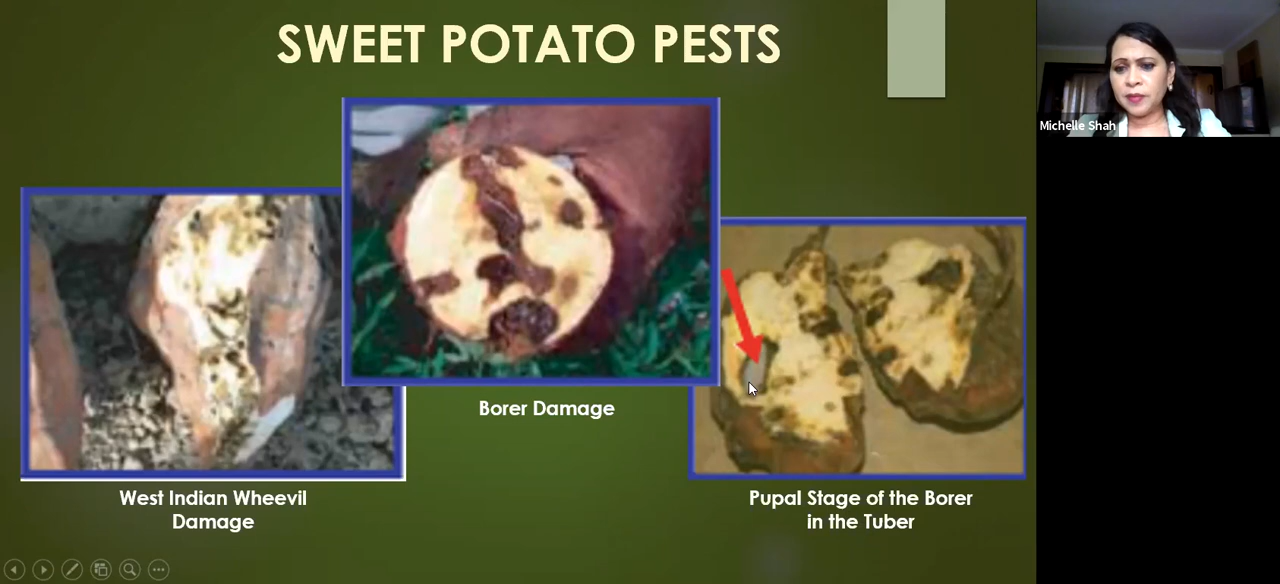 SWEET POTATO PESTS
Michelle Shah
Borer Damage
West Indian Wheevil
Damage
Pupal Stage of the Borer
in the Tuber